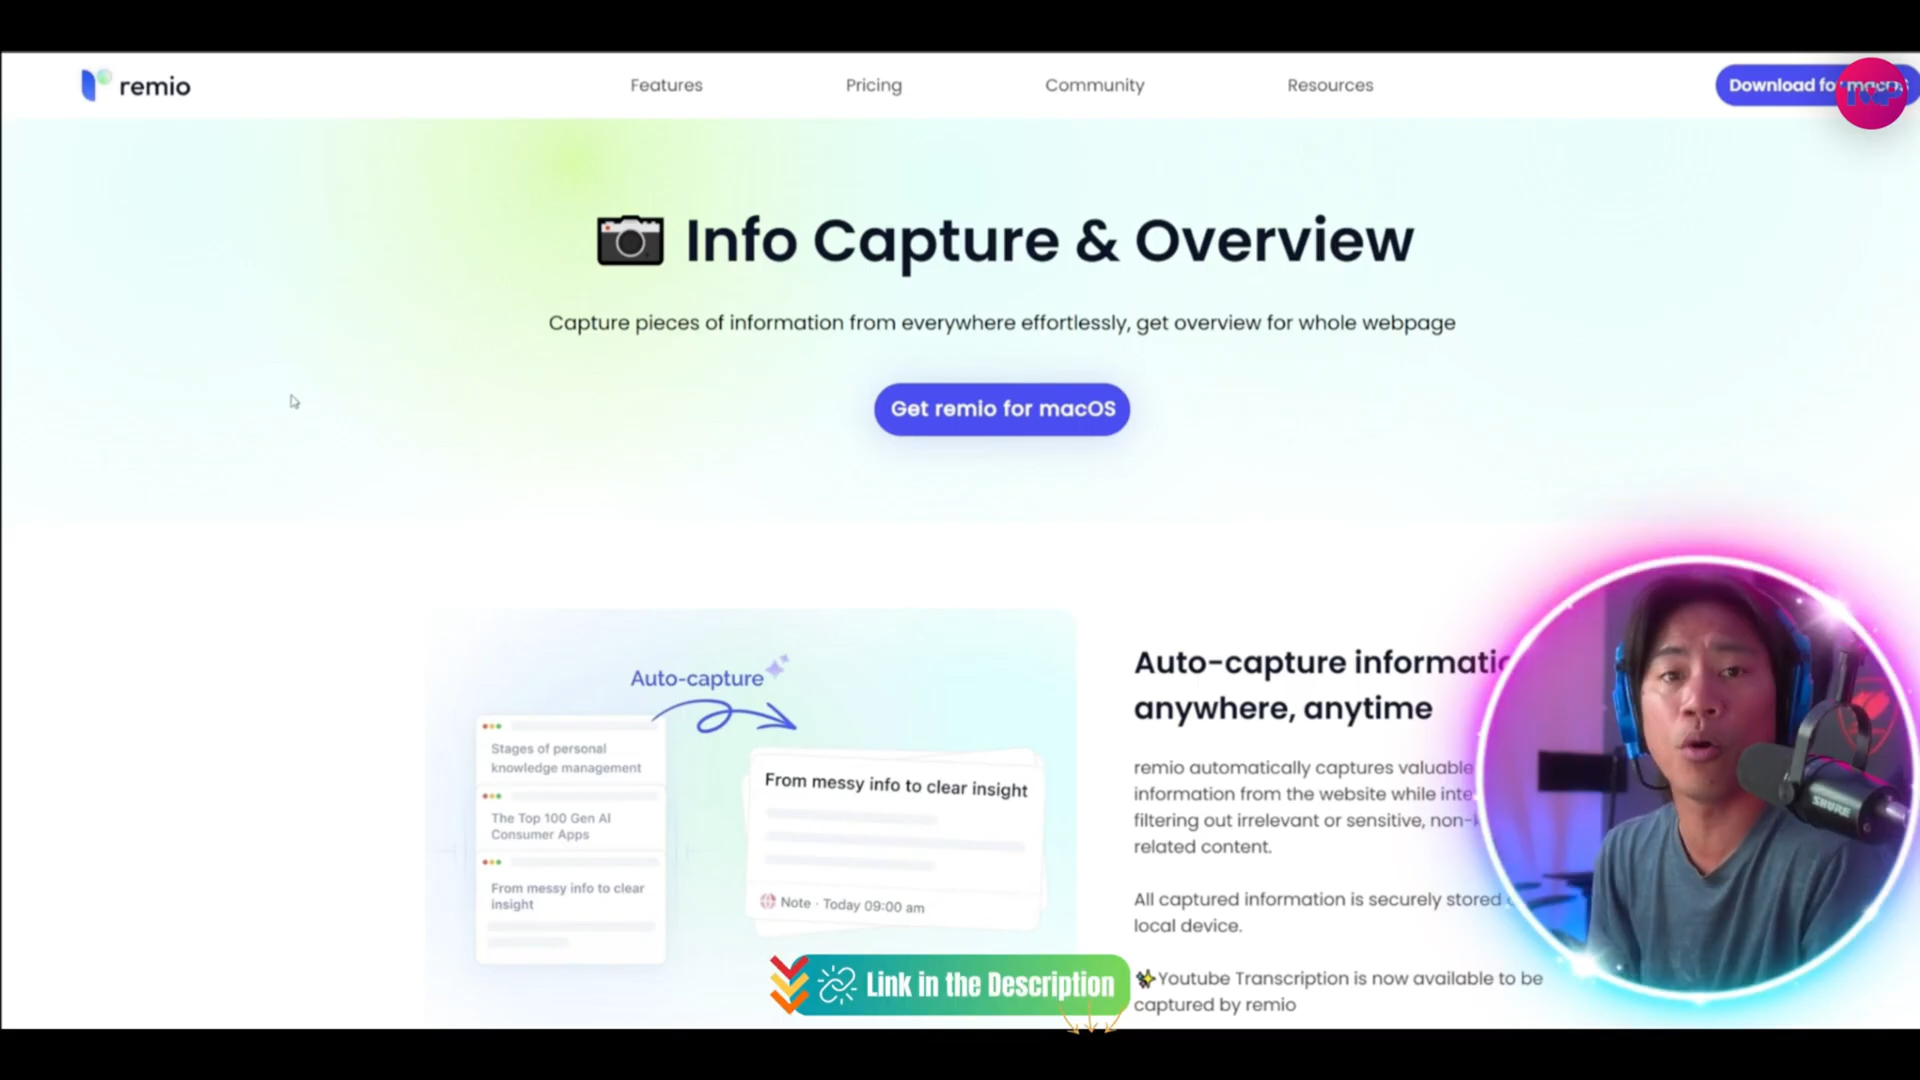 remio
Features
Pricing
Community
Resources
Download for macOS
TOP
Info Capture & Overview
Capture pieces of information from everywhere effortlessly, get overview for whole webpage
Get remio for macOS
Auto-capture
Stages of personal
knowledge management
The Top 100 Gen AI
Consumer Apps
From messy info to clear
insight
From messy info to clear insight
Note · Today 09:00 am
Auto-capture
anywhere, anytime
remio automatically captures valuable
information from the website while
filtering out irrelevant or sensitive,
related content.
All captured information is securely stored
local device.
Youtube Transcription is now available to be
captured by remio
Link in the Description
SHURE